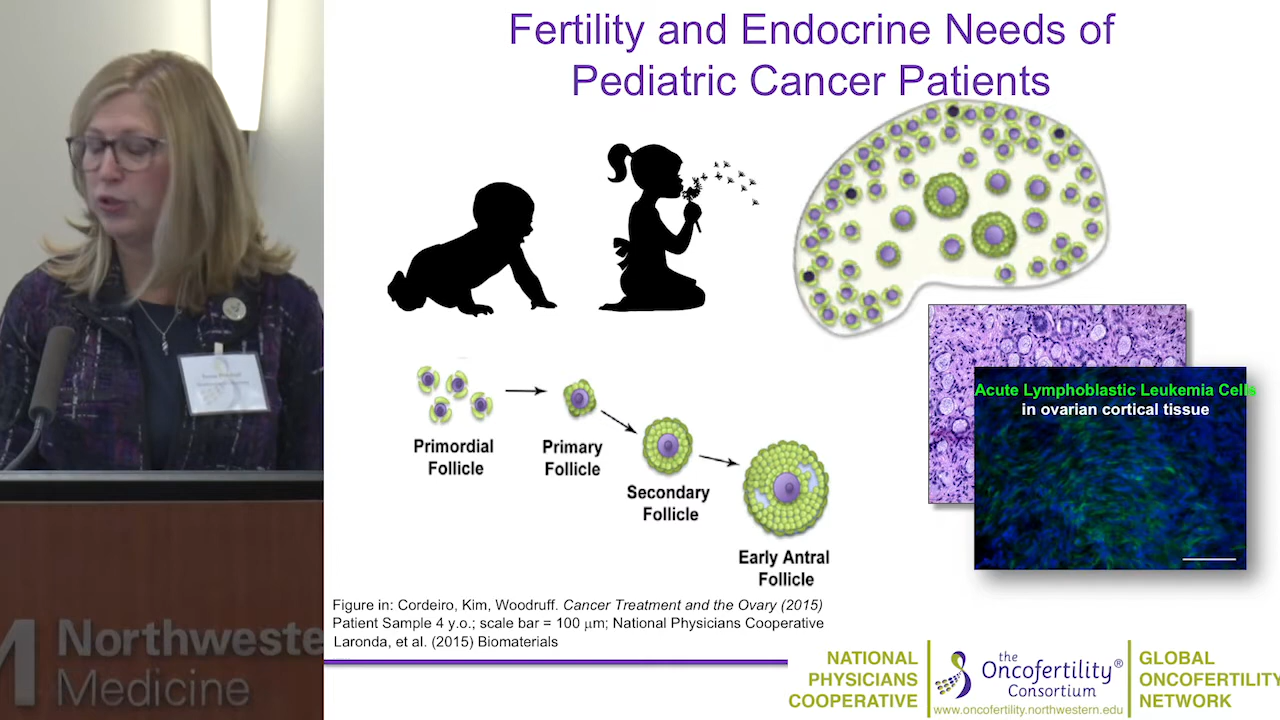 Fertility and Endocrine Needs of
Pediatric Cancer Patients
Primordial
Follicle
Primary
Follicle
Secondary
Follicle
Early Antral
Follicle
Acute Lymphoblastic Leukemia Cells
in ovarian cortical tissue
Figure in: Cordeiro, Kim, Woodruff. Cancer Treatment and the Ovary (2015)
Patient Sample 4 y.o.; scale bar = 100 μm; National Physicians Cooperative
Laronda, et al. (2015) Biomaterials
NATIONAL
PHYSICIANS
COOPERATIVE
the
Oncofertility®
Consortium
www.oncofertility.northwestern.edu
GLOBAL
ONCOFERTILITY
NETWORK
Northweste
Medicine